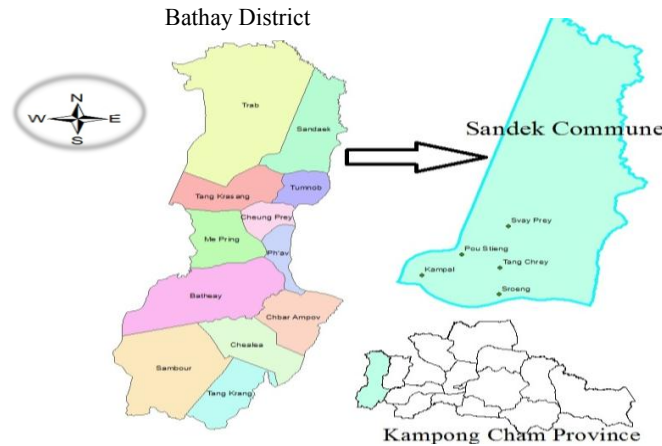 Bathay District
N
W E
S
Trab
Sandaek
Tang Krasang
Tumnob
Cheung Prey
Me Pring
Ph'av
Bathay
Chbar Ampov
Chealea
Sambour
Tang Krang
Sandek Commune
Svay Prey
Pou Stieng
Tang Chrey
Kampal
Sroeng
Kampong Cham Province